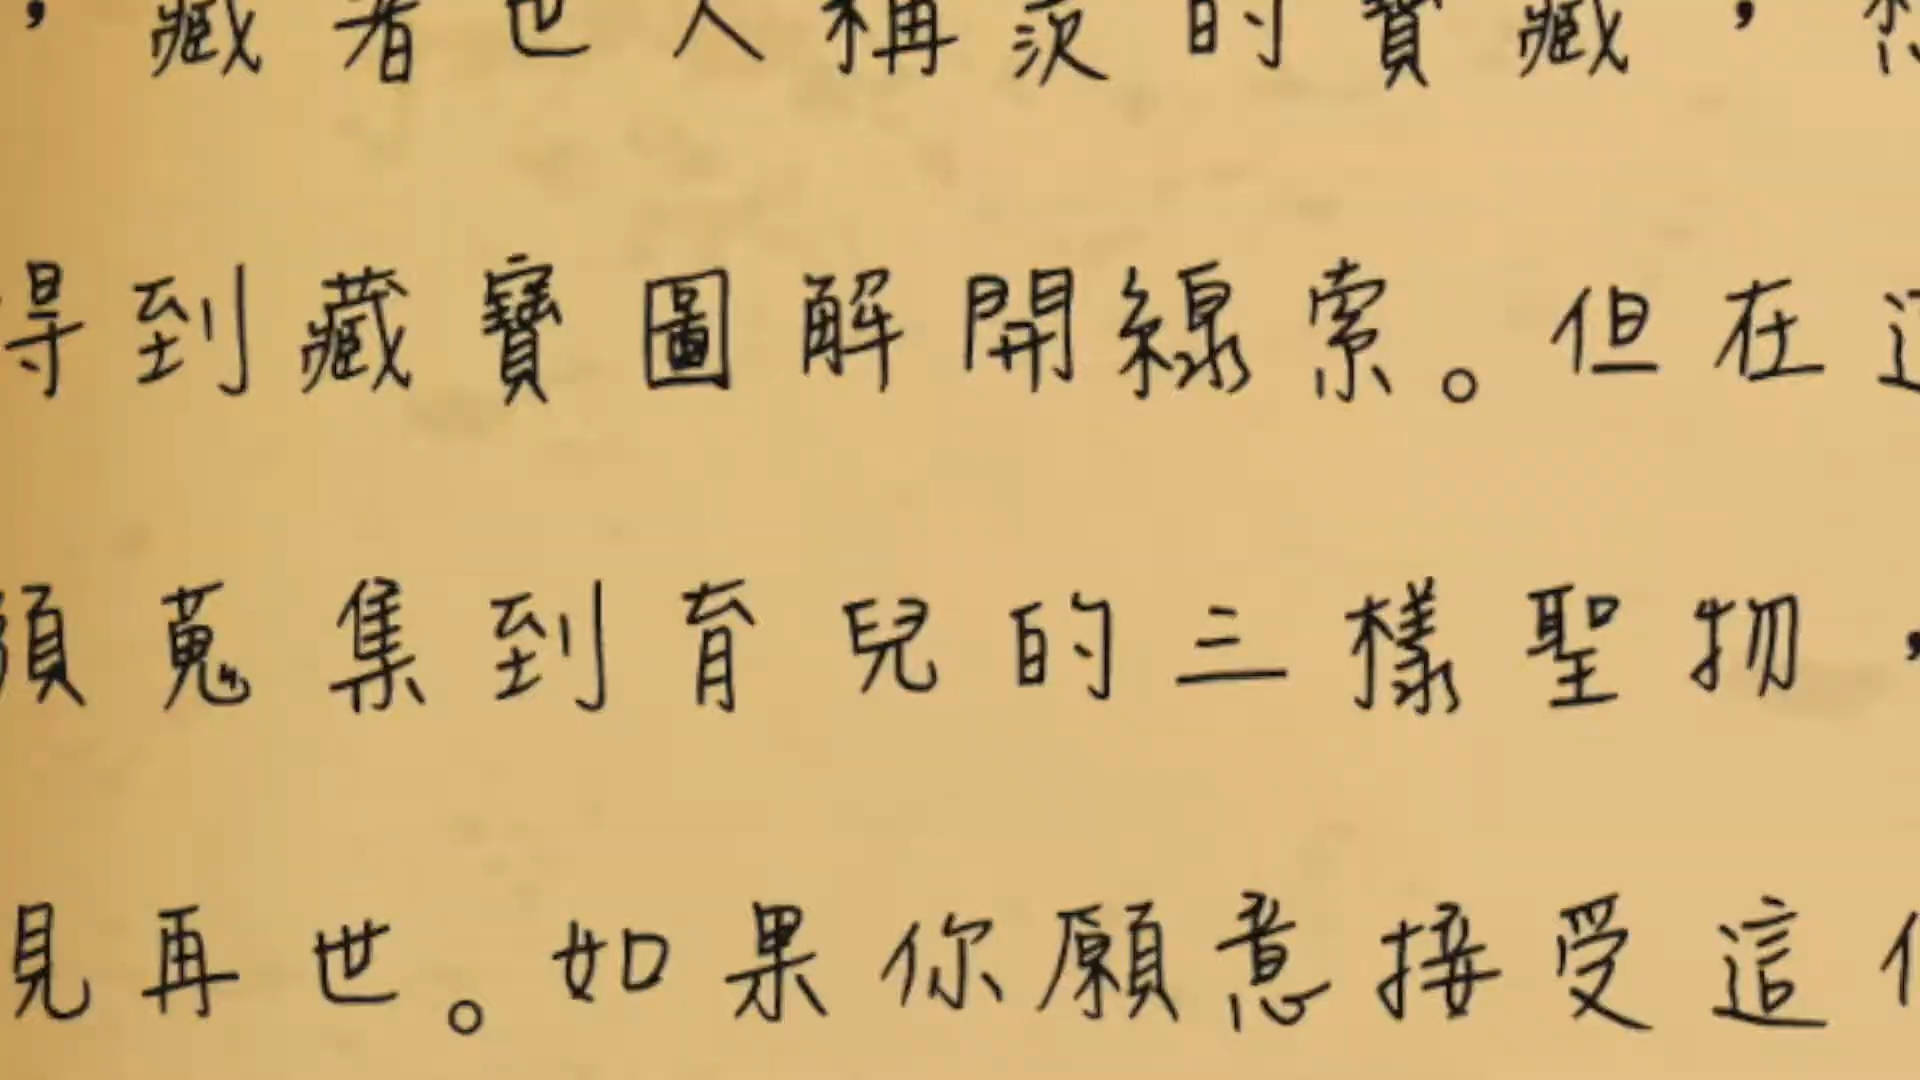 ，藏著世人稱羨的寶藏，想
得到藏寶圖解開線索。但在這
須蒐集到育兒的三樣聖物，
見再世。如果你願意接受這